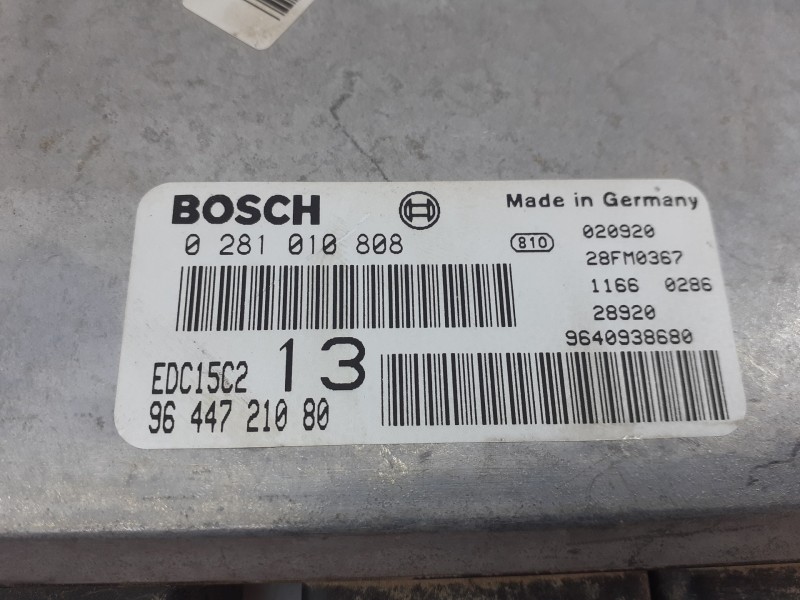 BOSCH
Made in Germany
0 281 010 808
810
020920
28FM0367
1166 0286
28920
9640938680
EDC15C2
13
96 447 210 80